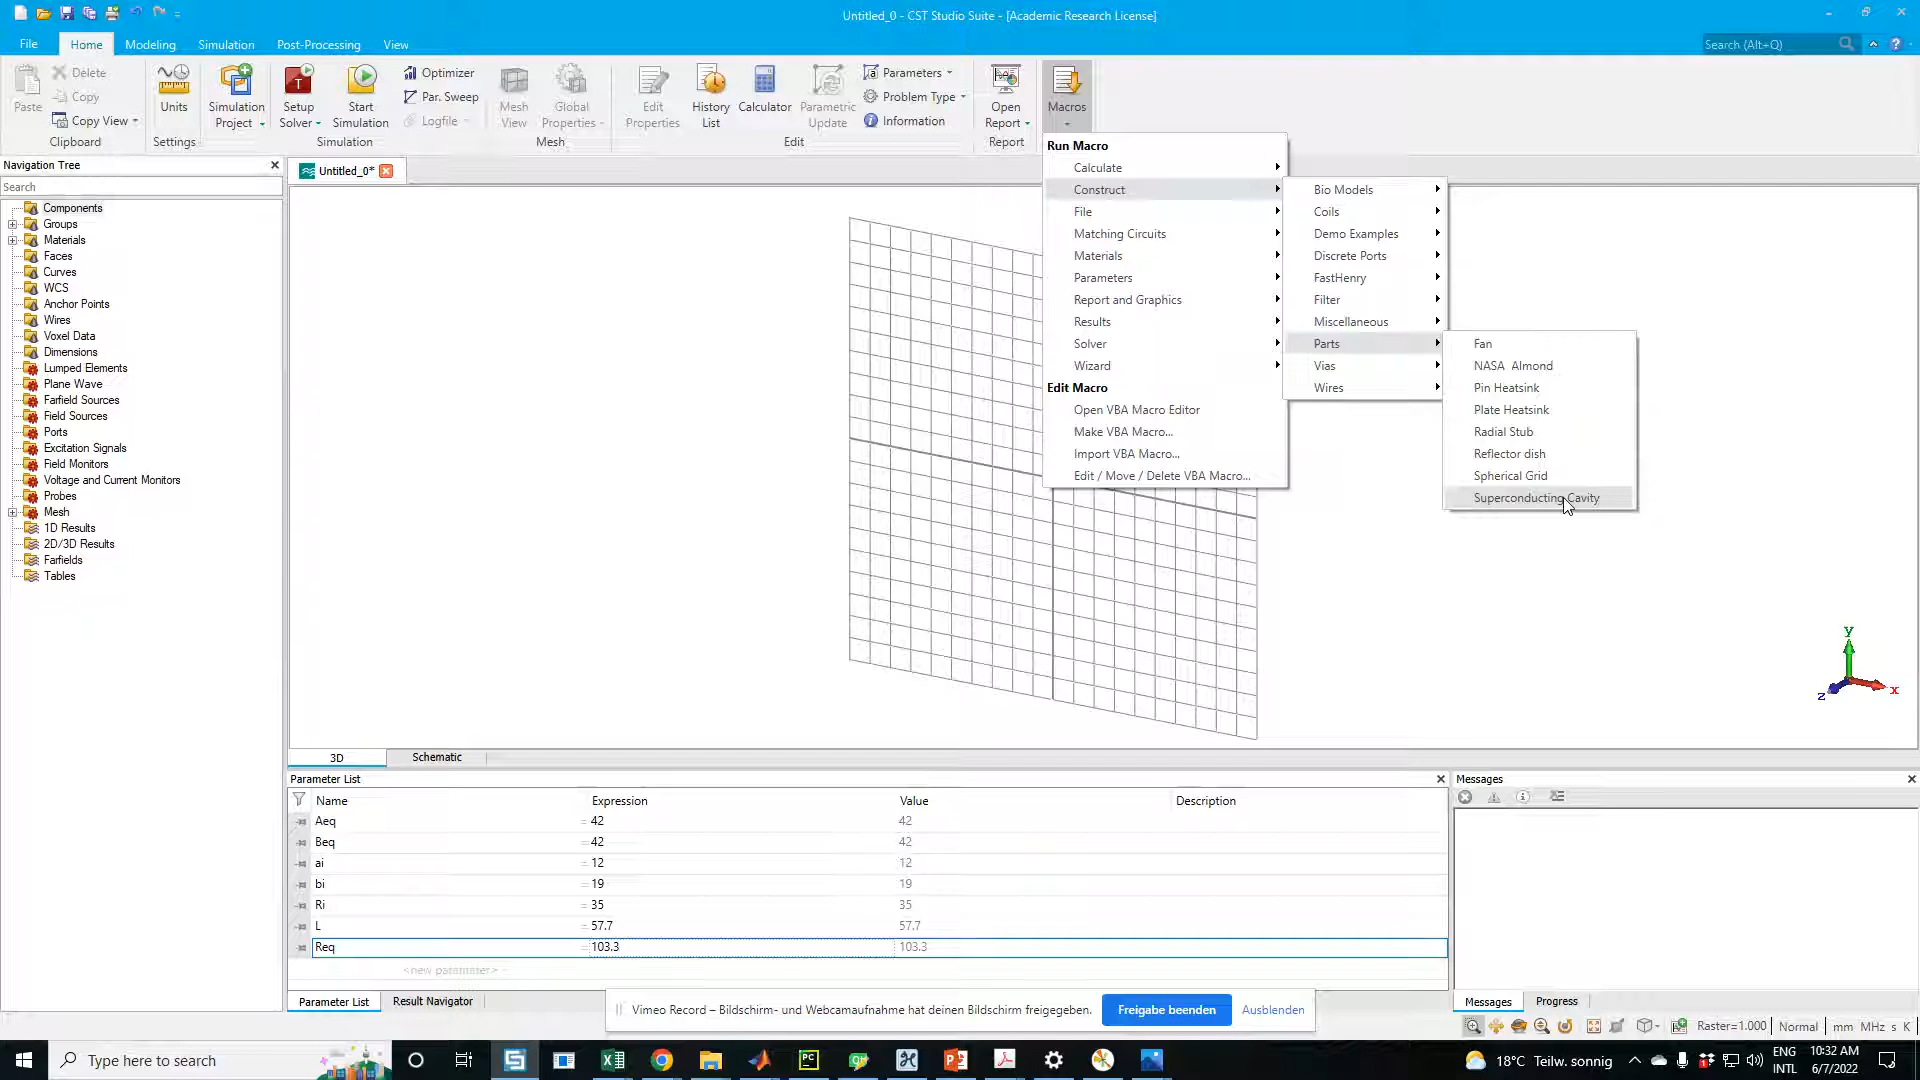 Untitled_0 - CST Studio Suite - [Academic Research License]
File
Home
Modeling
Simulation
Post-Processing
View
Search (Alt+Q)
Paste
Delete
Copy
Copy View
Clipboard
Units
Settings
Simulation
Project
Setup
Solver
Start
Simulation
Optimizer
Par. Sweep
Logfile
Simulation
Mesh
View
Global
Properties
Mesh
Edit
Properties
History
List
Calculator
Parametric
Update
Parameters
Problem Type
Information
Edit
Open
Report
Report
Macros
Run Macro
Calculate
Construct
File
Matching Circuits
Materials
Parameters
Report and Graphics
Results
Solver
Wizard
Edit Macro
Open VBA Macro Editor
Make VBA Macro...
Import VBA Macro...
Edit / Move / Delete VBA Macro...
Bio Models
Coils
Demo Examples
Discrete Ports
FastHenry
Filter
Miscellaneous
Parts
Vias
Wires
Fan
NASA Almond
Pin Heatsink
Plate Heatsink
Radial Stub
Reflector dish
Spherical Grid
Superconducting Cavity
Navigation Tree
Search
Components
Groups
Materials
Faces
Curves
WCS
Anchor Points
Wires
Voxel Data
Dimensions
Lumped Elements
Plane Wave
Farfield Sources
Field Sources
Ports
Excitation Signals
Field Monitors
Voltage and Current Monitors
Probes
Mesh
1D Results
2D/3D Results
Farfields
Tables
Untitled_0*
y
x
z
3D
Schematic
Parameter List
Name Expression Value Description
Aeq = 42 42
Beq = 42 42
ai = 12 12
bi = 19 19
Ri = 35 35
L = 57.7 57.7
Req = 103.3 103.3
<new parameter>
Parameter List
Result Navigator
Messages
Messages
Progress
Vimeo Record – Bildschirm- und Webcamaufnahme hat deinen Bildschirm freigegeben.
Freigabe beenden
Ausblenden
Raster=1.000 Normal mm MHz s K
Type here to search
18°C Teilw. sonnig
ENG
INTL
10:32 AM
6/7/2022